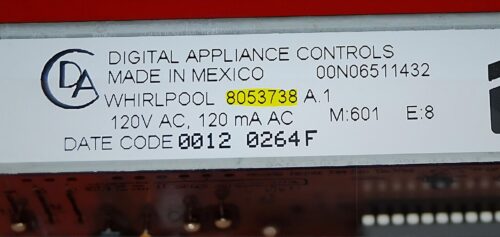 CDA
DIGITAL APPLIANCE CONTROLS
MADE IN MEXICO 00N06511432
WHIRLPOOL 8053738 A.1
120V AC, 120 mA AC M:601 E:8
DATE CODE 0012 0264F